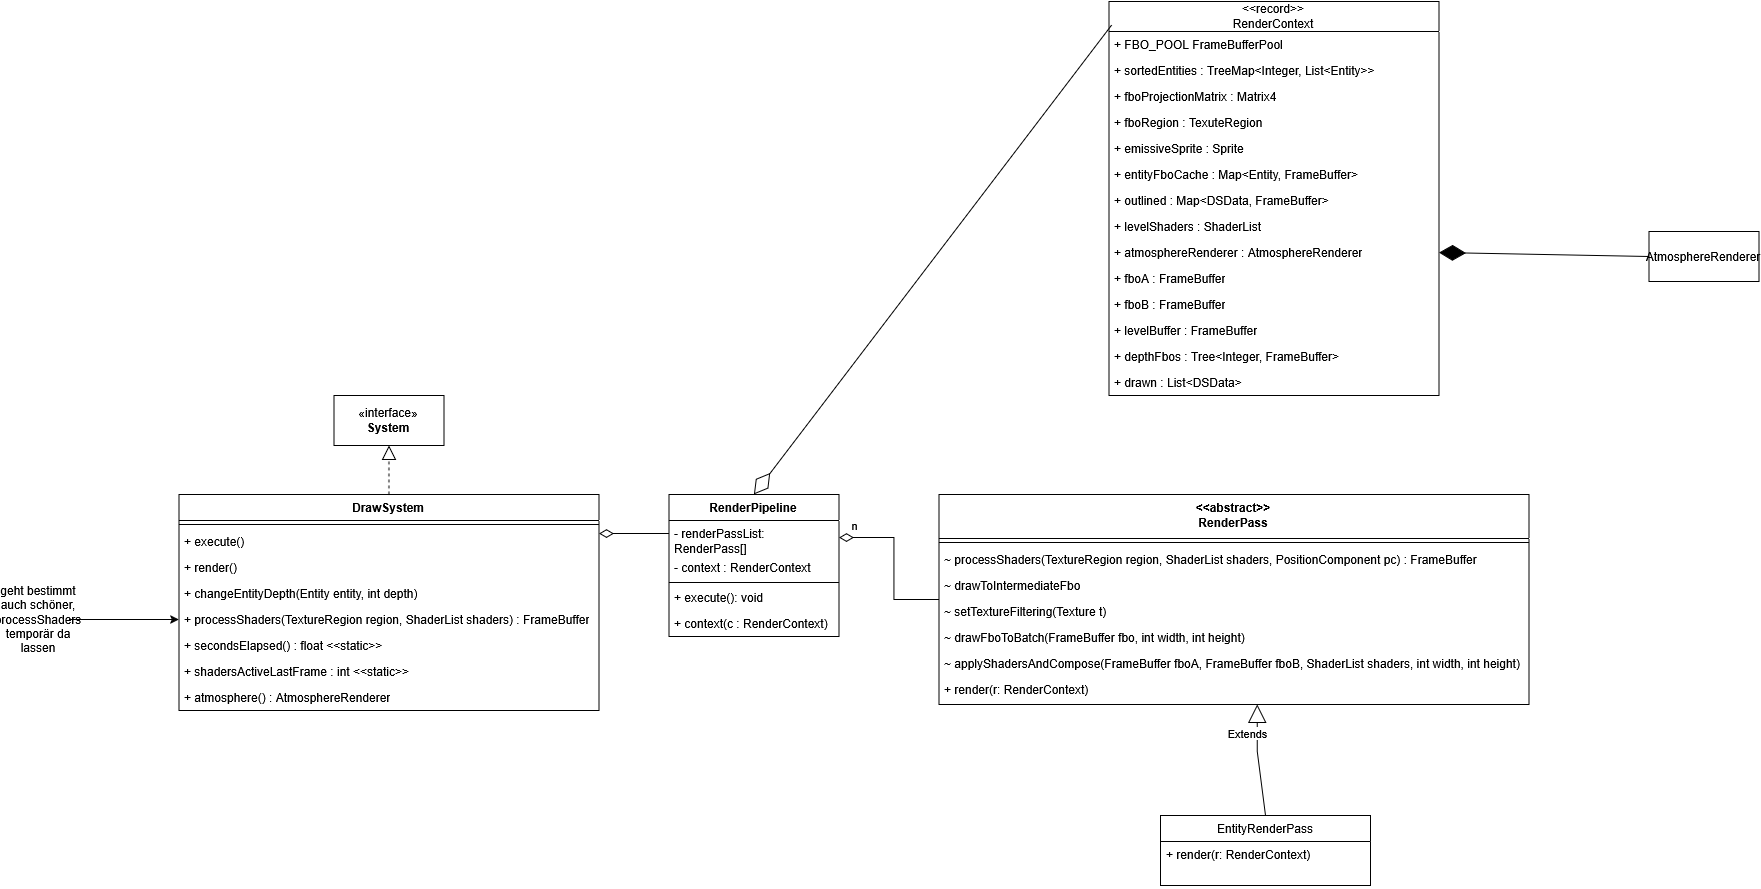 <<record>>
RenderContext
+ FBO_POOL FrameBufferPool
+ sortedEntities : TreeMap<Integer, List<Entity>>
+ fboProjectionMatrix : Matrix4
+ fboRegion : TexuteRegion
+ emissiveSprite : Sprite
+ entityFboCache : Map<Entity, FrameBuffer>
+ outlined : Map<DSData, FrameBuffer>
+ levelShaders : ShaderList
+ atmosphereRenderer : AtmosphereRenderer
+ fboA : FrameBuffer
+ fboB : FrameBuffer
+ levelBuffer : FrameBuffer
+ depthFbos : Tree<Integer, FrameBuffer>
+ drawn : List<DSData>
AtmosphereRenderer
«interface»
System
DrawSystem
+ execute()
+ render()
+ changeEntityDepth(Entity entity, int depth)
+ processShaders(TextureRegion region, ShaderList shaders) : FrameBuffer
+ secondsElapsed() : float <<static>>
+ shadersActiveLastFrame : int <<static>>
+ atmosphere() : AtmosphereRenderer
geht bestimmt
auch schöner,
processShaders
temporär da
lassen
RenderPipeline
- renderPassList:
RenderPass[]
- context : RenderContext
+ execute(): void
+ context(c : RenderContext)
n
<<abstract>>
RenderPass
~ processShaders(TextureRegion region, ShaderList shaders, PositionComponent pc) : FrameBuffer
~ drawToIntermediateFbo
~ setTextureFiltering(Texture t)
~ drawFboToBatch(FrameBuffer fbo, int width, int height)
~ applyShadersAndCompose(FrameBuffer fboA, FrameBuffer fboB, ShaderList shaders, int width, int height)
+ render(r: RenderContext)
Extends
EntityRenderPass
+ render(r: RenderContext)